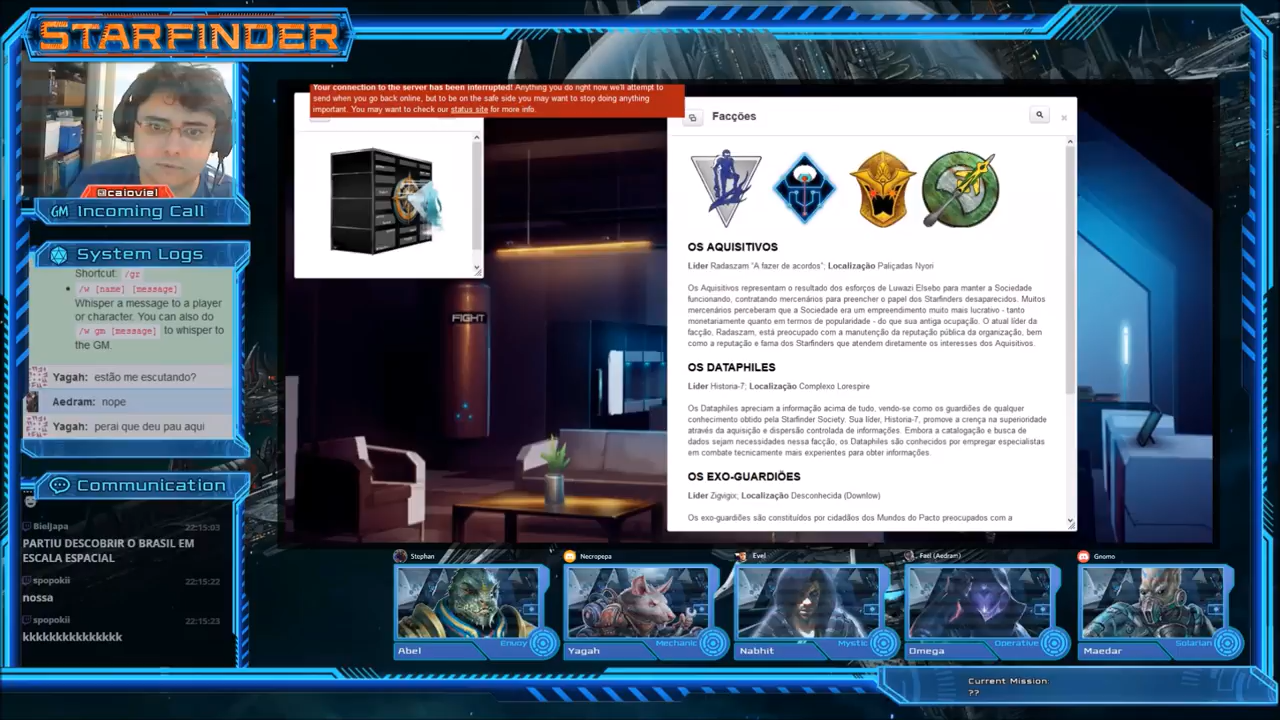 STARFINDER
@caioviel
GM Incoming Call
System Logs
Shortcut: /gr
/w [name] [message]
Whisper a message to a player
or character. You can also do
/w gm [message] to whisper to
the GM.
Yagah: estão me escutando?
Aedram: nope
Yagah: perai que deu pau aqui
Communication
BielJapa 22:15:03
PARTIU DESCOBRIR O BRASIL EM
ESCALA ESPACIAL
spopokii 22:15:22
nossa
spopokii 22:15:23
kkkkkkkkkkkkkkk
Your connection to the server has been interrupted! Anything you do right now we'll attempt to
send when you go back online, but to be on the safe side you may want to stop doing anything
important. You may want to check our status site for more info.
FIGHT
Facções
OS AQUISITIVOS
Líder Radaszam "A fazer de acordos"; Localização Paliçadas Nyori
Os Aquisitivos representam o resultado dos esforços de Luwazi Elsebo para manter a Sociedade
funcionando, contratando mercenários para preencher o papel dos Starfinders desaparecidos. Muitos
mercenários perceberam que a Sociedade era um empreendimento muito mais lucrativo - tanto
monetariamente quanto em termos de popularidade - do que sua antiga ocupação. O atual líder da
facção, Radaszam, está preocupado com a manutenção da reputação pública da organização, bem
como a reputação e fama dos Starfinders que atendem diretamente os interesses dos Aquisitivos.
OS DATAPHILES
Líder Historia-7; Localização Complexo Lorespire
Os Dataphiles apreciam a informação acima de tudo, vendo-se como os guardiões de qualquer
conhecimento obtido pela Starfinder Society. Sua líder, Historia-7, promove a crença na superioridade
através da aquisição e dispersão controlada de informações. Embora a catalogação e busca de
dados sejam necessidades nessa facção, os Dataphiles são conhecidos por empregar especialistas
em combate tecnicamente mais experientes para obter informações.
OS EXO-GUARDIÕES
Líder Zigvigix; Localização Desconhecida (Downlow)
Os exo-guardiões são constituídos por cidadãos dos Mundos do Pacto preocupados com a
Stephan
Abel
Envoy
Necropepa
Yagah
Mechanic
Evel
Nabhit
Mystic
Fael (Aedram)
Omega
Operative
Gnomo
Maedar
Solarian
Current Mission:
??